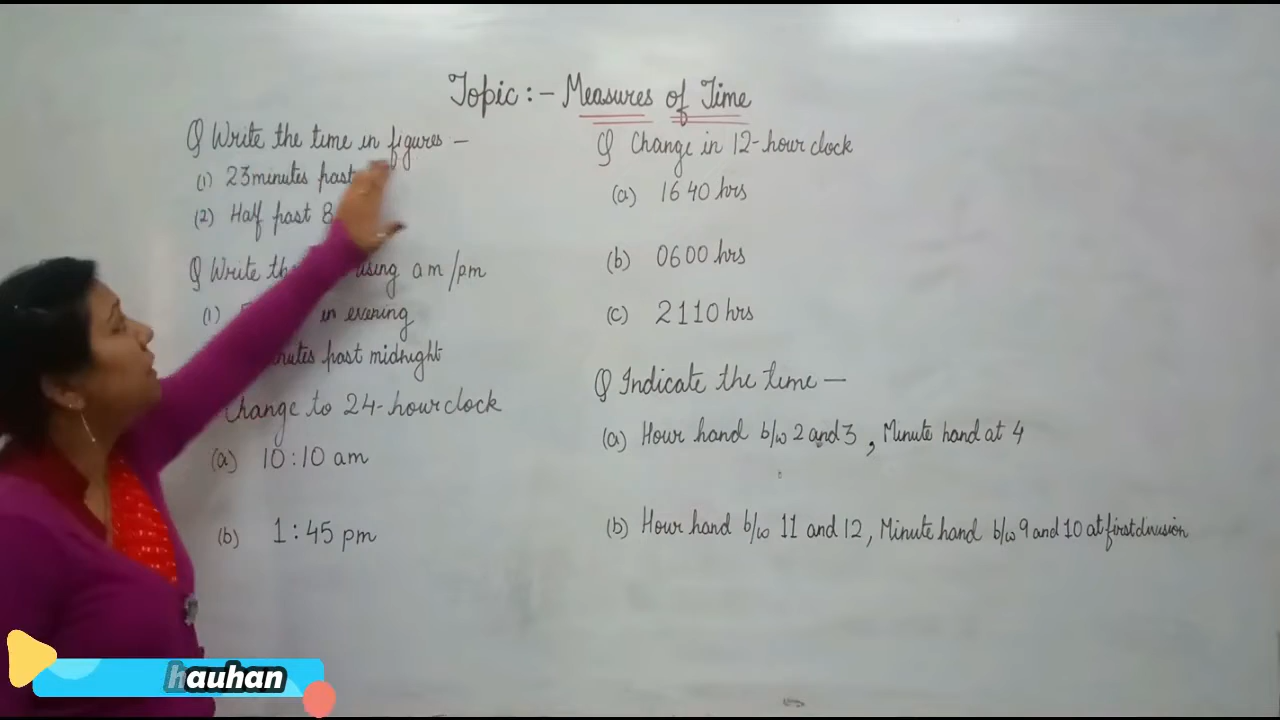 Topic :- Measures of Time
Q Write the time in figures -
(1) 23 minutes past
(2) Half past 8
Q Write the using am/pm
(1) in evening
past midnight
Change to 24-hour clock
(a) 10:10 am
(b) 1:45 pm
Q Change in 12-hour clock
(a) 1640 hrs
(b) 0600 hrs
(c) 2110 hrs
Q Indicate the time -
(a) Hour hand b/w 2 and 3, Minute hand at 4
(b) Hour hand b/w 11 and 12, Minute hand b/w 9 and 10 at first division
hauhan